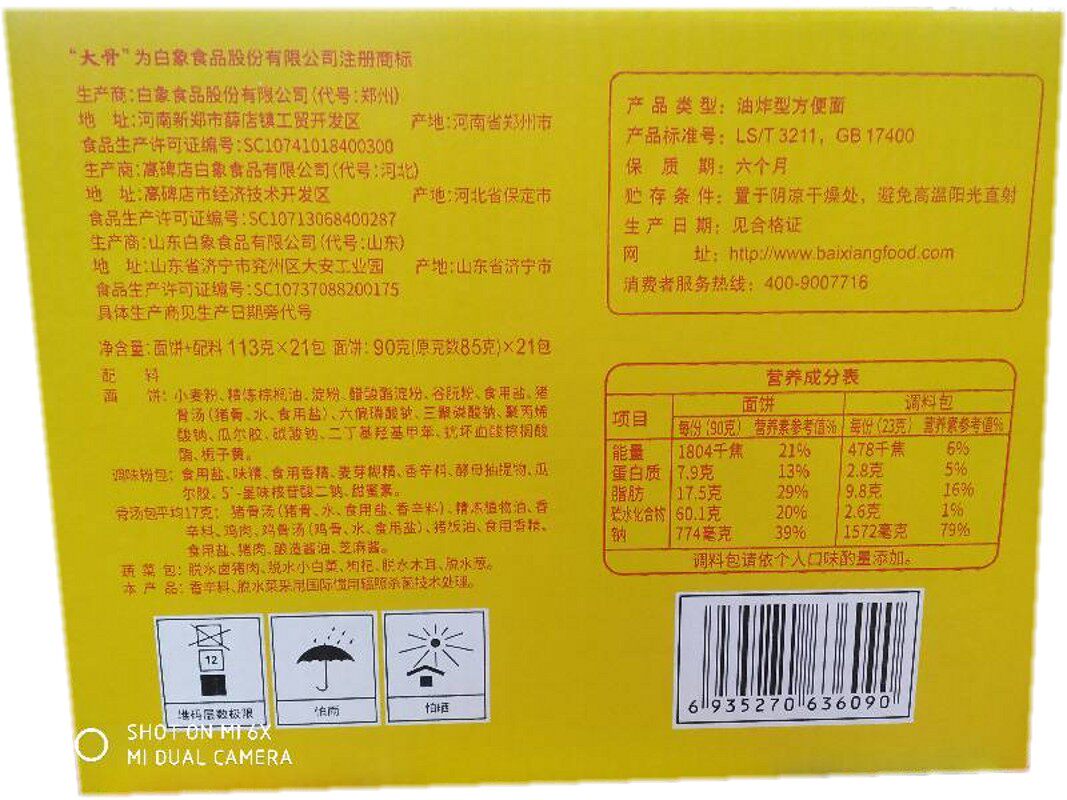 “大骨”为白象食品股份有限公司注册商标
生产商:白象食品股份有限公司(代号:郑州)
地 址:河南新郑市薛店镇工贸开发区 产地:河南省郑州市
食品生产许可证编号:SC10741018400300
生产商:高碑店白象食品有限公司(代号:河北)
地 址:高碑店市经济技术开发区 产地:河北省保定市
食品生产许可证编号:SC10713068400287
生产商:山东白象食品有限公司(代号:山东)
地 址:山东省济宁市兖州区大安工业园 产地:山东省济宁市
食品生产许可证编号:SC10737088200175
具体生产商见生产日期旁代号
净含量:面饼+配料 113克×21包 面饼:90克(原克数85克)×21包
配 料
面 饼:小麦粉、精炼棕榈油、淀粉、醋酸酯淀粉、谷朊粉、食用盐、猪
骨汤(猪骨、水、食用盐)、六偏磷酸钠、三聚磷酸钠、聚丙烯
酸钠、瓜尔胶、碳酸钠、二丁基羟基甲苯、抗坏血酸棕榈酸
酯、栀子黄。
调味粉包:食用盐、味精、食用香精、麦芽糊精、香辛料、酵母抽提物、瓜
尔胶、5'-呈味核苷酸二钠、甜蜜素。
骨汤包平均17克:猪骨汤(猪骨、水、食用盐、香辛料)、精炼植物油、香
辛料、鸡肉、鸡骨汤(鸡骨、水、食用盐)、猪板油、食用香精、
食用盐、猪肉、酿造酱油、芝麻酱。
蔬菜包:脱水卤猪肉、脱水小白菜、枸杞、脱水木耳、脱水葱。
本产品:香辛料、脱水菜采用国际惯用辐照杀菌技术处理。
产品类型:油炸型方便面
产品标准号:LS/T 3211,GB 17400
保质期:六个月
贮存条件:置于阴凉干燥处,避免高温阳光直射
生产日期:见合格证
网 址:http://www.baixiangfood.com
消费者服务热线:400-9007716
营养成分表
项目 面饼 调料包
每份(90克) 营养素参考值% 每份(23克) 营养素参考值%
能量 1804千焦 21% 478千焦 6%
蛋白质 7.9克 13% 2.8克 5%
脂肪 17.5克 29% 9.8克 16%
碳水化合物 60.1克 20% 2.6克 1%
钠 774毫克 39% 1572毫克 79%
调料包请依个人口味酌量添加。
12
堆码层数极限 怕雨 怕晒
6 935270 636090
SHOT ON MI 6X
MI DUAL CAMERA